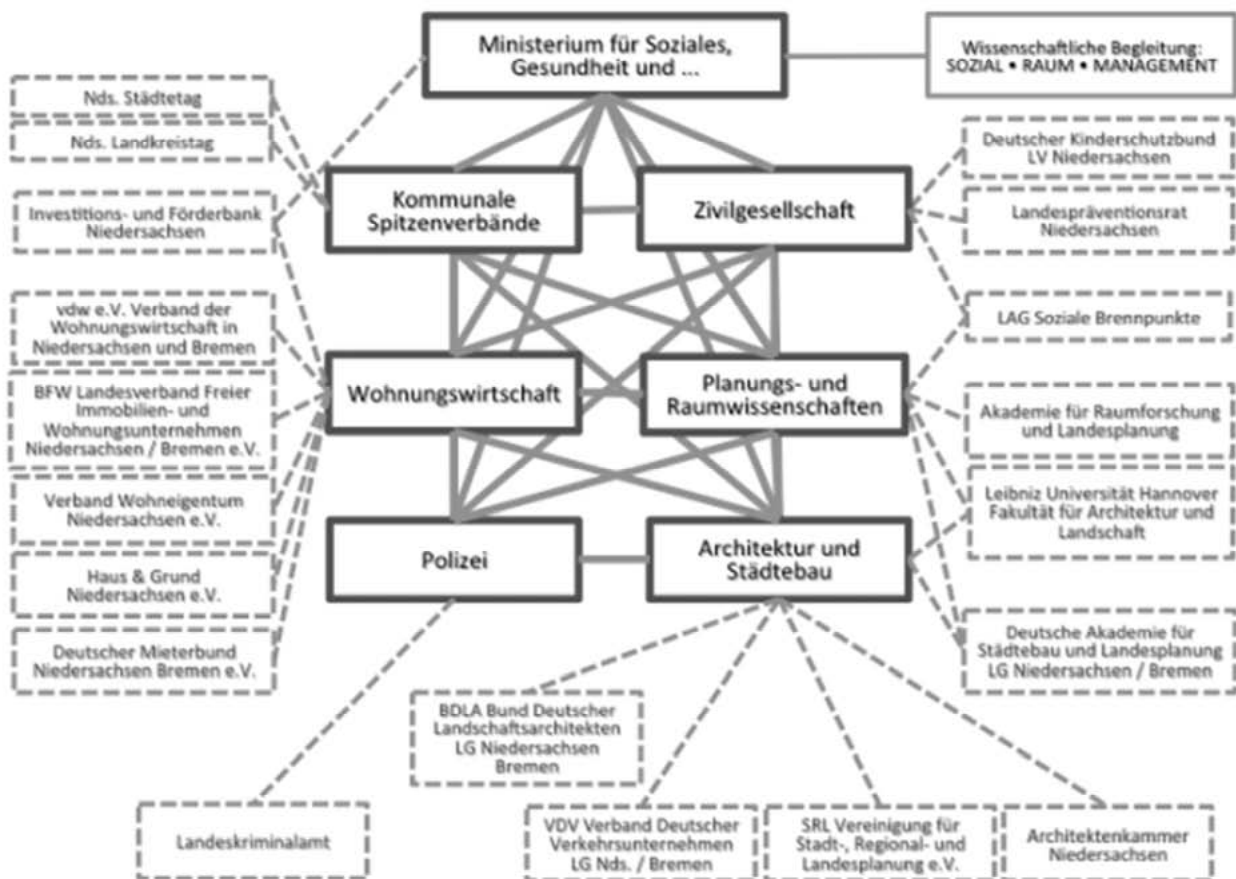 Ministerium für Soziales,
Gesundheit und ...
Wissenschaftliche Begleitung:
SOZIAL • RAUM • MANAGEMENT
Nds. Städtetag
Nds. Landkreistag
Investitions- und Förderbank
Niedersachsen
Kommunale
Spitzenverbände
Zivilgesellschaft
Deutscher Kinderschutzbund
LV Niedersachsen
Landespräventionsrat
Niedersachsen
LAG Soziale Brennpunkte
vdw e.V. Verband der
Wohnungswirtschaft in
Niedersachsen und Bremen
BFW Landesverband Freier
Immobilien- und
Wohnungsunternehmen
Niedersachsen / Bremen e.V.
Verband Wohneigentum
Niedersachsen e.V.
Haus & Grund
Niedersachsen e.V.
Deutscher Mieterbund
Niedersachsen Bremen e.V.
Wohnungswirtschaft
Planungs- und
Raumwissenschaften
Akademie für Raumforschung
und Landesplanung
Leibniz Universität Hannover
Fakultät für Architektur und
Landschaft
Deutsche Akademie für
Städtebau und Landesplanung
LG Niedersachsen / Bremen
Polizei
Architektur und
Städtebau
BDLA Bund Deutscher
Landschaftsarchitekten
LG Niedersachsen
Bremen
Landeskriminalamt
VDV Verband Deutscher
Verkehrsunternehmen
LG Nds. / Bremen
SRL Vereinigung für
Stadt-, Regional- und
Landesplanung e.V.
Architektenkammer
Niedersachsen